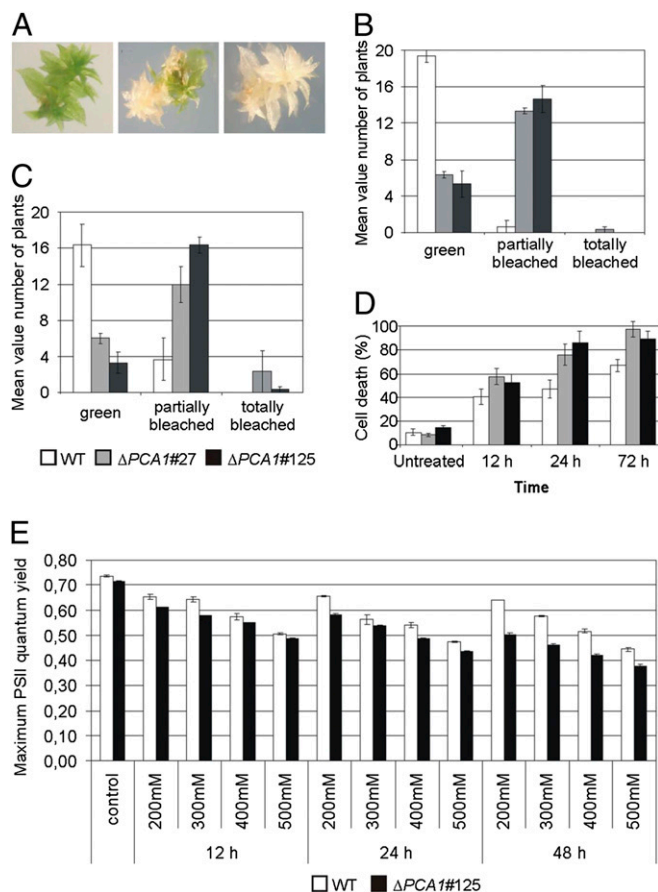 A
B
Mean value number of plants
20
16
12
8
4
0
green
partially bleached
totally bleached
C
Mean value number of plants
20
16
12
8
4
0
green
partially bleached
totally bleached
WT
ΔPCA1#27
ΔPCA1#125
D
Cell death (%)
100
80
60
40
20
0
Untreated
12 h
24 h
72 h
Time
E
Maximum PSII quantum yield
0,80
0,70
0,60
0,50
0,40
0,30
0,20
0,10
0,00
control
200mM
300mM
400mM
500mM
200mM
300mM
400mM
500mM
200mM
300mM
400mM
500mM
12 h
24 h
48 h
WT
ΔPCA1#125